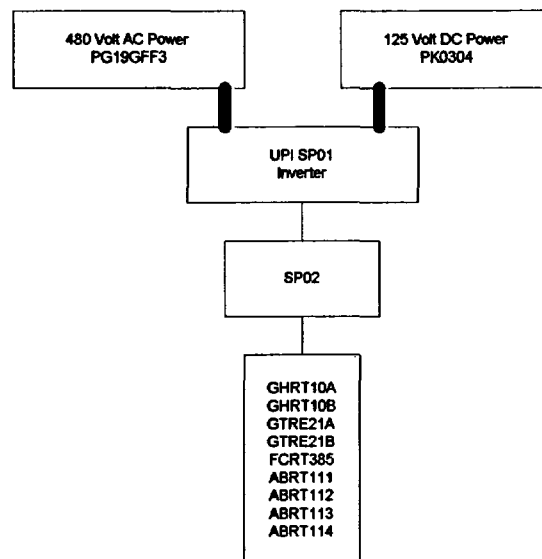 480 Volt AC Power
PG19GFF3
125 Volt DC Power
PK0304
UPI SP01
Inverter
SP02
GHRT10A
GHRT10B
GTRE21A
GTRE21B
FCRT385
ABRT111
ABRT112
ABRT113
ABRT114